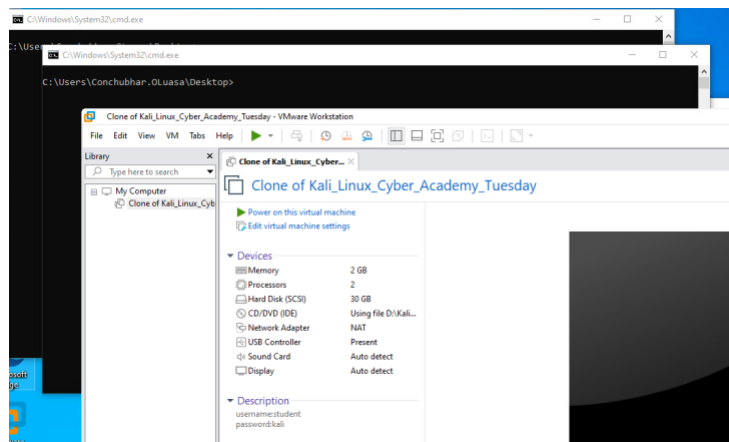 C:\Windows\System32\cmd.exe
C:\Windows\System32\cmd.exe
C:\Users\Conchubhar.OLuasa\Desktop>
Clone of Kali_Linux_Cyber_Academy_Tuesday - VMware Workstation
File Edit View VM Tabs Help
Library
Type here to search
Clone of Kali_Linux_Cyber...
My Computer
Clone of Kali_Linux_Cyb
Clone of Kali_Linux_Cyber_Academy_Tuesday
Power on this virtual machine
Edit virtual machine settings
Devices
Memory 2 GB
Processors 2
Hard Disk (SCSI) 30 GB
CD/DVD (IDE) Using file D:\Kali...
Network Adapter NAT
USB Controller Present
Sound Card Auto detect
Display Auto detect
Description
username:student
password:kali